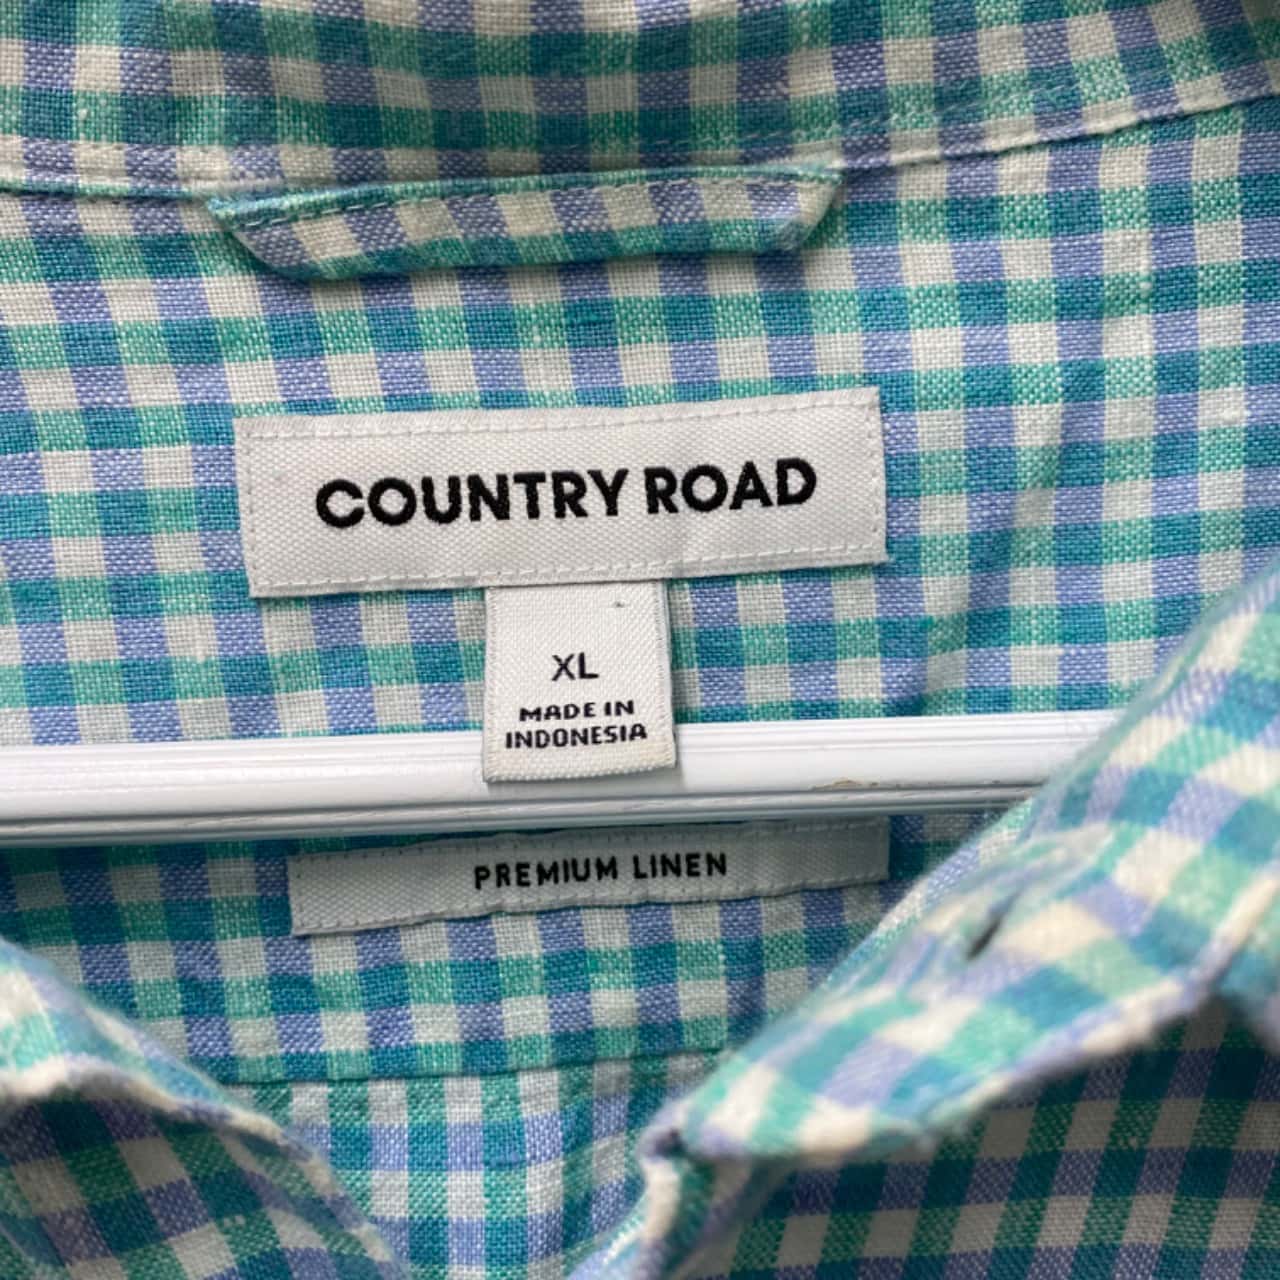 COUNTRY ROAD
XL
MADE IN
INDONESIA
PREMIUM LINEN